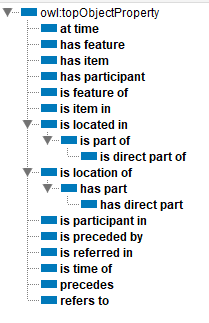 owl:topObjectProperty
at time
has feature
has item
has participant
is feature of
is item in
is located in
is part of
is direct part of
is location of
has part
has direct part
is participant in
is preceded by
is referred in
is time of
precedes
refers to